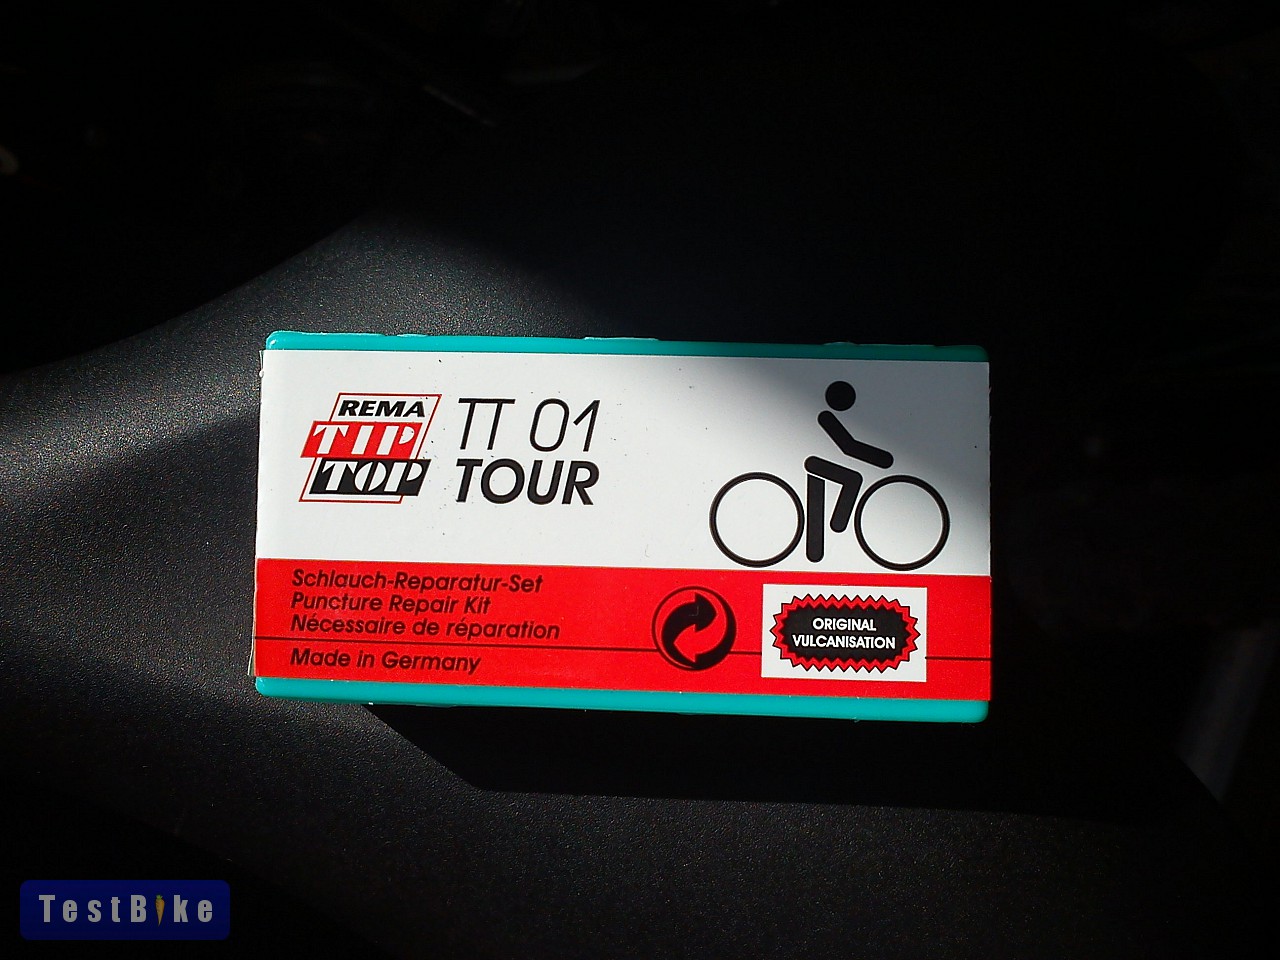 REMA
TIP
TOP
TT 01
TOUR
Schlauch-Reparatur-Set
Puncture Repair Kit
Nécessaire de réparation
Made in Germany
ORIGINAL
VULCANISATION
TestBike